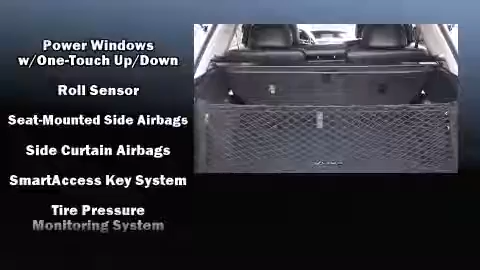 Power Windows
w/One-Touch Up/Down
Roll Sensor
Seat-Mounted Side Airbags
Side Curtain Airbags
SmartAccess Key System
Tire Pressure
Monitoring System